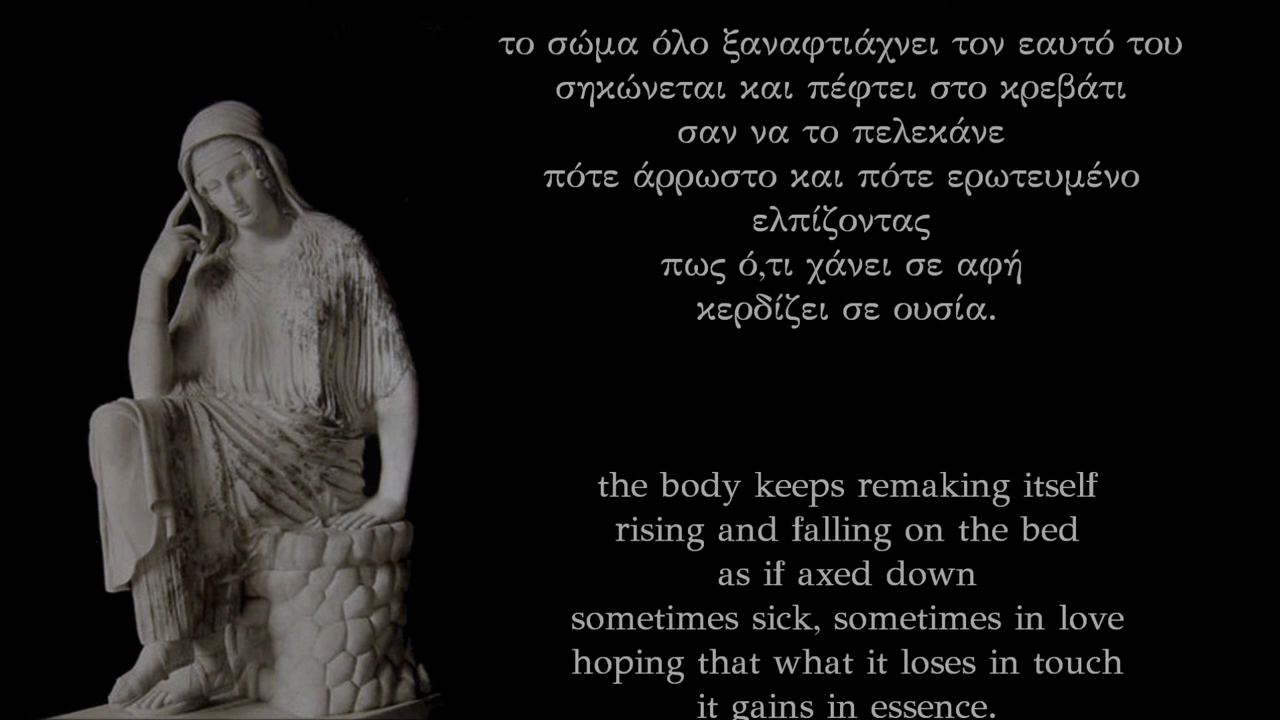 το σώμα όλο ξαναφτιάχνει τον εαυτό του
σηκώνεται και πέφτει στο κρεβάτι
σαν να το πελεκάνε
πότε άρρωστο και πότε ερωτευμένο
ελπίζοντας
πως ό,τι χάνει σε αφή
κερδίζει σε ουσία.
the body keeps remaking itself
rising and falling on the bed
as if axed down
sometimes sick, sometimes in love
hoping that what it loses in touch
it gains in essence.